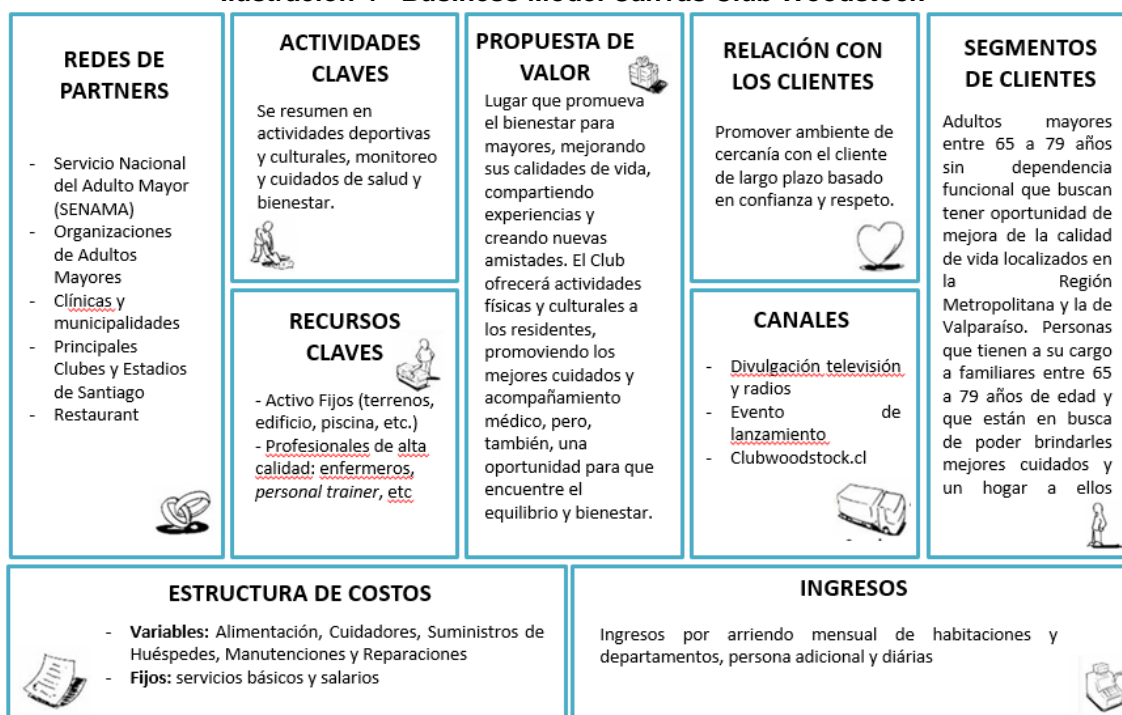 REDES DE
PARTNERS
- Servicio Nacional
del Adulto Mayor
(SENAMA)
- Organizaciones
de Adultos
Mayores
- Clínicas y
municipalidades
- Principales
Clubes y Estadios
de Santiago
- Restaurant
ACTIVIDADES
CLAVES
Se resumen en
actividades deportivas
y culturales, monitoreo
y cuidados de salud y
bienestar.
RECURSOS
CLAVES
- Activo Fijos (terrenos,
edificio, piscina, etc.)
- Profesionales de alta
calidad: enfermeros,
personal trainer, etc
PROPUESTA DE
VALOR
Lugar que promueva
el bienestar para
mayores, mejorando
sus calidades de vida,
compartiendo
experiencias y
creando nuevas
amistades. El Club
ofrecerá actividades
físicas y culturales a
los residentes,
promoviendo los
mejores cuidados y
acompañamiento
médico, pero,
también, una
oportunidad para que
encuentre el
equilibrio y bienestar.
RELACIÓN CON
LOS CLIENTES
Promover ambiente de
cercanía con el cliente
de largo plazo basado
en confianza y respeto.
CANALES
- Divulgación televisión
y radios
- Evento de
lanzamiento
- Clubwoodstock.cl
SEGMENTOS
DE CLIENTES
Adultos mayores
entre 65 a 79 años
sin dependencia
funcional que buscan
tener oportunidad de
mejora de la calidad
de vida localizados en
la Región
Metropolitana y la de
Valparaíso. Personas
que tienen a su cargo
a familiares entre 65
a 79 años de edad y
que están en busca
de poder brindarles
mejores cuidados y
un hogar a ellos
ESTRUCTURA DE COSTOS
- Variables: Alimentación, Cuidadores, Suministros de
Huéspedes, Manutenciones y Reparaciones
- Fijos: servicios básicos y salarios
INGRESOS
Ingresos por arriendo mensual de habitaciones y
departamentos, persona adicional y diárias